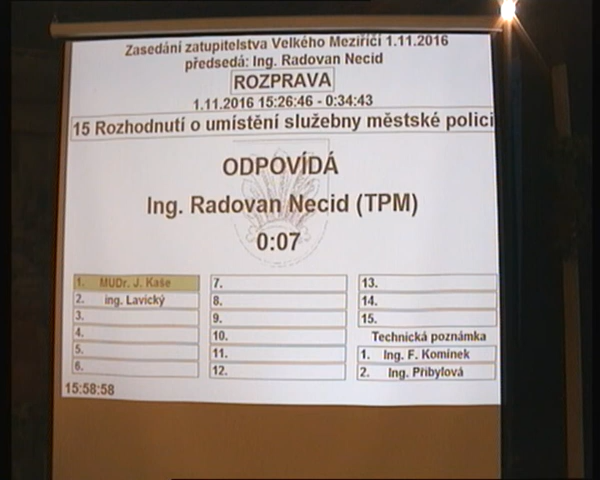 Zasedání zatupitelstva Velkého Meziříčí 1.11.2016
předsedá: Ing. Radovan Necid
ROZPRAVA
1.11.2016 15:26:46 - 0:34:43
15 Rozhodnutí o umístění služebny městské polici
ODPOVÍDÁ
Ing. Radovan Necid (TPM)
0:07
1. MUDr. J. Kaše
2. ing. Lavický
3.
4.
5.
6.
7.
8.
9.
10.
11.
12.
13.
14.
15.
Technická poznámka
1. Ing. F. Komínek
2. Ing. Přibylová
15:58:58